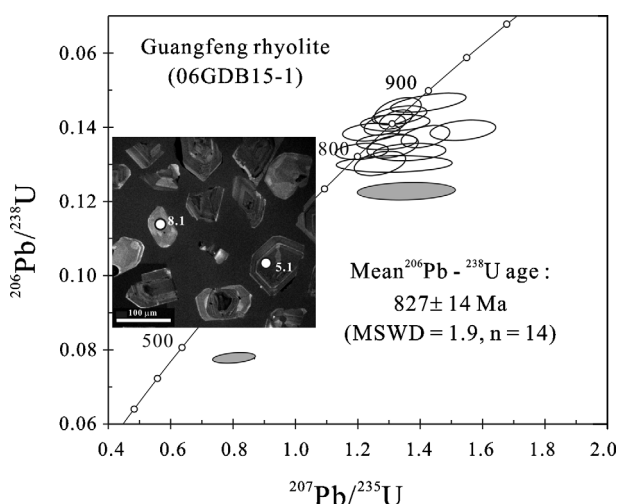 0.06
Guangfeng rhyolite
(06GDB15-1)
900
0.14
800
0.12
8.1
5.1
0.10
100 μm
500
0.08
0.06
Mean ²⁰⁶Pb - ²³⁸U age :
827± 14 Ma
(MSWD = 1.9, n = 14)
²⁰⁶Pb/²³⁸U
0.4 0.6 0.8 1.0 1.2 1.4 1.6 1.8 2.0
²⁰⁷Pb/²³⁵U